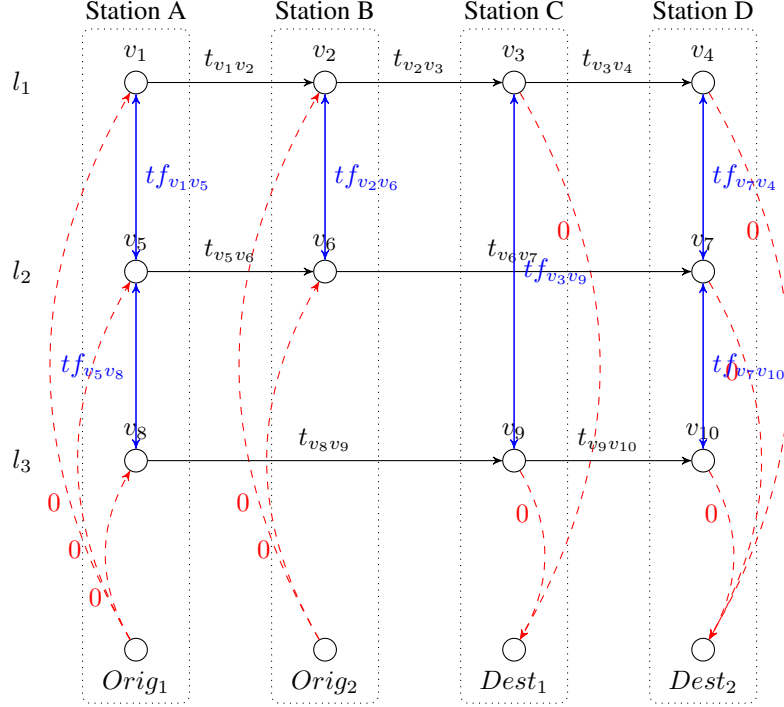 Station A Station B Station C Station D
v₁ v₂ v₃ v₄
l₁ t_{v₁v₂} t_{v₂v₃} t_{v₃v₄}
tf_{v₁v₅} tf_{v₂v₆} tf_{v₇v₄}
0 0
v₅ v₆ v₇
l₂ t_{v₅v₆} t_{v₆v₇}
tf_{v₃v₉}
tf_{v₅v₈} tf_{v₇v₁₀}
0
v₈ v₉ v₁₀
l₃ t_{v₈v₉} t_{v₉v₁₀}
0 0 0 0
0 0
0
Orig₁ Orig₂ Dest₁ Dest₂